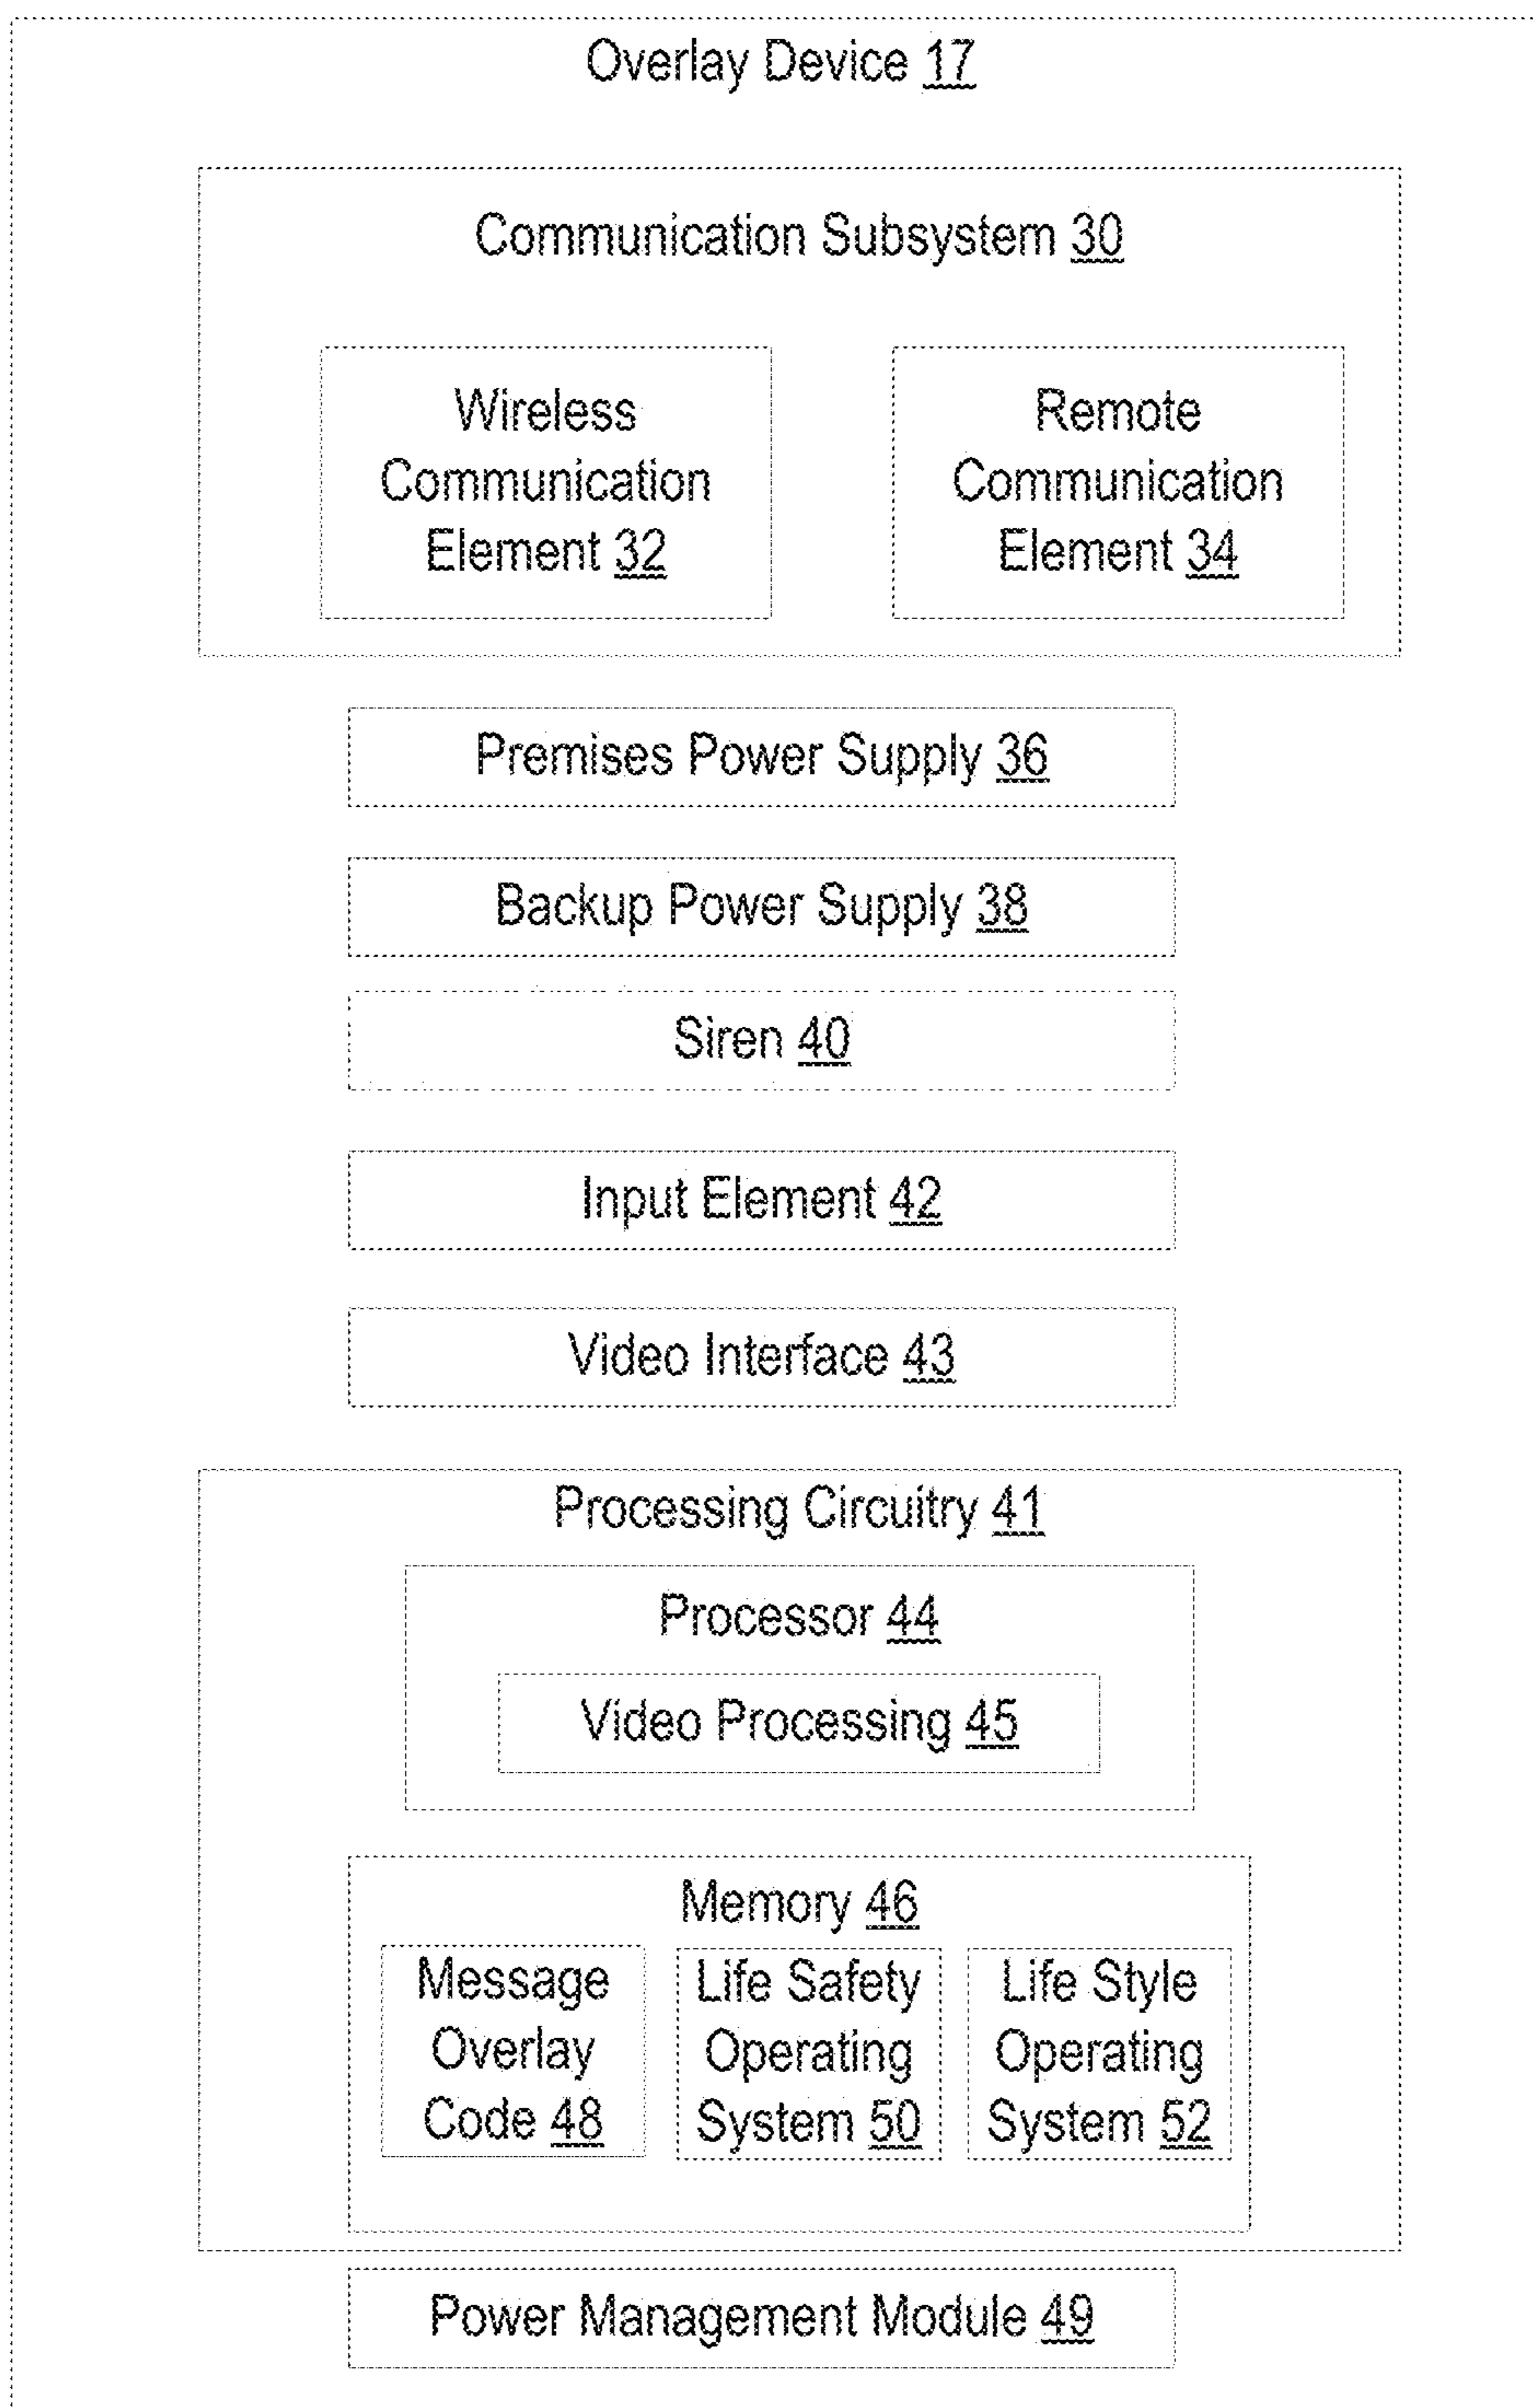 Overlay Device 17
Communication Subsystem 30
Wireless
Communication
Element 32
Remote
Communication
Element 34
Premises Power Supply 36
Backup Power Supply 38
Siren 40
Input Element 42
Video Interface 43
Processing Circuitry 41
Processor 44
Video Processing 45
Memory 46
Message
Overlay
Code 48
Life Safety
Operating
System 50
Life Style
Operating
System 52
Power Management Module 49